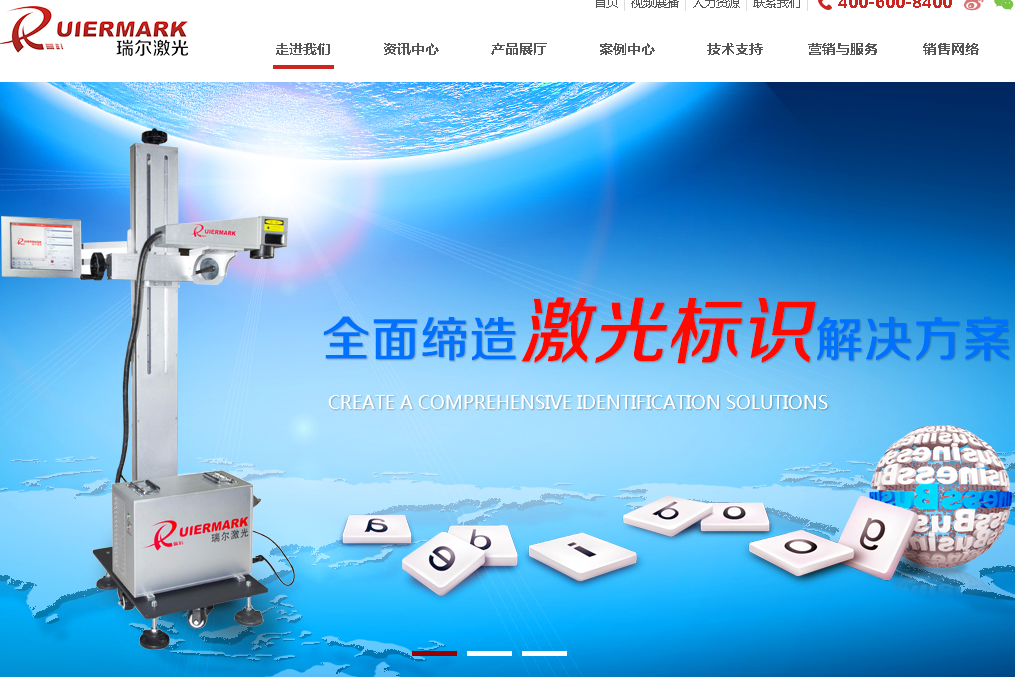 首页 视频展播 人力资源 联系我们 400-600-8400
RUIERMARK
瑞尔激光
走进我们 资讯中心 产品展厅 案例中心 技术支持 营销与服务 销售网络
RUIERMARK
全面缔造激光标识解决方案
CREATE A COMPREHENSIVE IDENTIFICATION SOLUTIONS
RUIERMARK
瑞尔激光
a e b i b o o g
Business